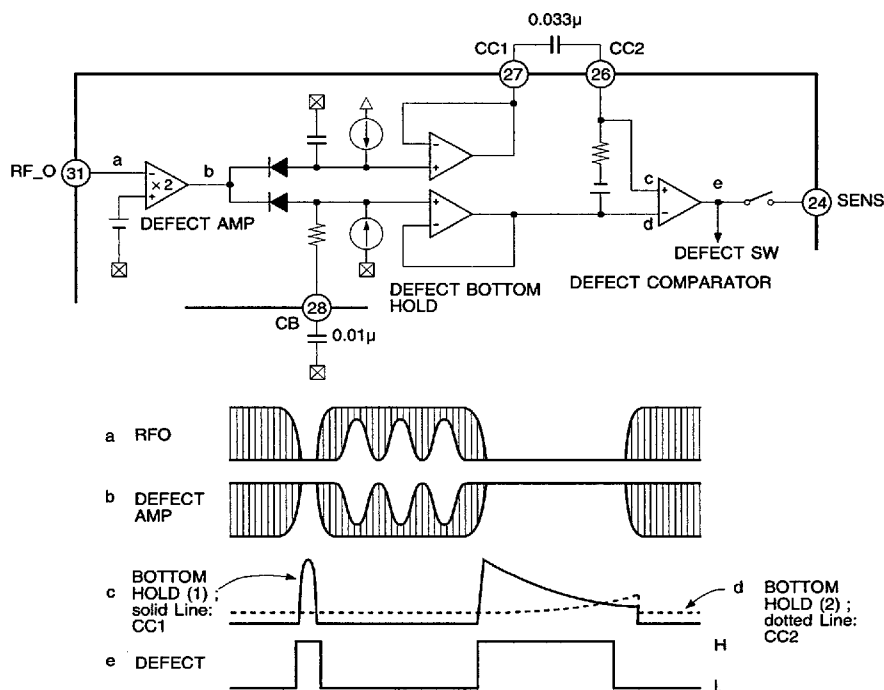 0.033µ
CC1
CC2
27
26
RF_O
31
a
-
×2
+
b
DEFECT AMP
-
+
+
-
c
+
d
-
e
24
SENS
DEFECT SW
DEFECT COMPARATOR
DEFECT BOTTOM
HOLD
28
CB
0.01µ
a RFO
b DEFECT
AMP
c BOTTOM
HOLD (1) ;
solid Line:
CC1
d BOTTOM
HOLD (2) ;
dotted Line:
CC2
e DEFECT
H
L